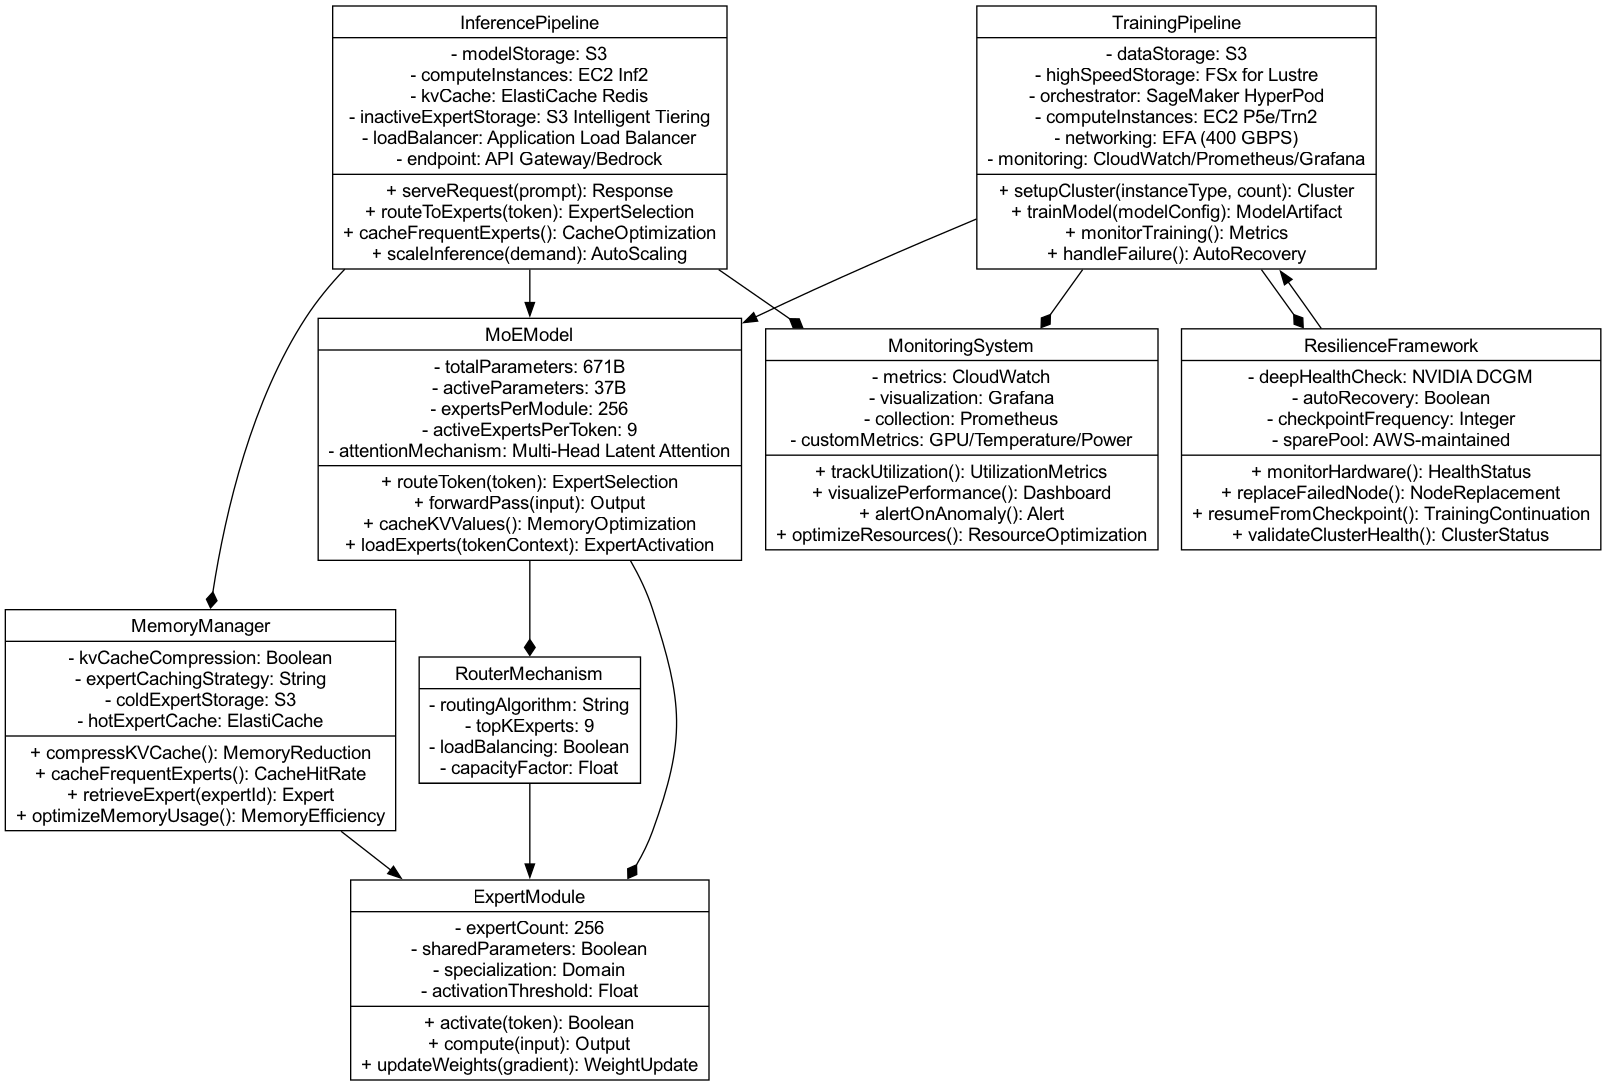 InferencePipeline
- modelStorage: S3
- computeInstances: EC2 Inf2
- kvCache: ElastiCache Redis
- inactiveExpertStorage: S3 Intelligent Tiering
- loadBalancer: Application Load Balancer
- endpoint: API Gateway/Bedrock
+ serveRequest(prompt): Response
+ routeToExperts(token): ExpertSelection
+ cacheFrequentExperts(): CacheOptimization
+ scaleInference(demand): AutoScaling
TrainingPipeline
- dataStorage: S3
- highSpeedStorage: FSx for Lustre
- orchestrator: SageMaker HyperPod
- computeInstances: EC2 P5e/Trn2
- networking: EFA (400 GBPS)
- monitoring: CloudWatch/Prometheus/Grafana
+ setupCluster(instanceType, count): Cluster
+ trainModel(modelConfig): ModelArtifact
+ monitorTraining(): Metrics
+ handleFailure(): AutoRecovery
MoEModel
- totalParameters: 671B
- activeParameters: 37B
- expertsPerModule: 256
- activeExpertsPerToken: 9
- attentionMechanism: Multi-Head Latent Attention
+ routeToken(token): ExpertSelection
+ forwardPass(input): Output
+ cacheKVValues(): MemoryOptimization
+ loadExperts(tokenContext): ExpertActivation
MonitoringSystem
- metrics: CloudWatch
- visualization: Grafana
- collection: Prometheus
- customMetrics: GPU/Temperature/Power
+ trackUtilization(): UtilizationMetrics
+ visualizePerformance(): Dashboard
+ alertOnAnomaly(): Alert
+ optimizeResources(): ResourceOptimization
ResilienceFramework
- deepHealthCheck: NVIDIA DCGM
- autoRecovery: Boolean
- checkpointFrequency: Integer
- sparePool: AWS-maintained
+ monitorHardware(): HealthStatus
+ replaceFailedNode(): NodeReplacement
+ resumeFromCheckpoint(): TrainingContinuation
+ validateClusterHealth(): ClusterStatus
MemoryManager
- kvCacheCompression: Boolean
- expertCachingStrategy: String
- coldExpertStorage: S3
- hotExpertCache: ElastiCache
+ compressKVCache(): MemoryReduction
+ cacheFrequentExperts(): CacheHitRate
+ retrieveExpert(expertId): Expert
+ optimizeMemoryUsage(): MemoryEfficiency
RouterMechanism
- routingAlgorithm: String
- topKExperts: 9
- loadBalancing: Boolean
- capacityFactor: Float
ExpertModule
- expertCount: 256
- sharedParameters: Boolean
- specialization: Domain
- activationThreshold: Float
+ activate(token): Boolean
+ compute(input): Output
+ updateWeights(gradient): WeightUpdate